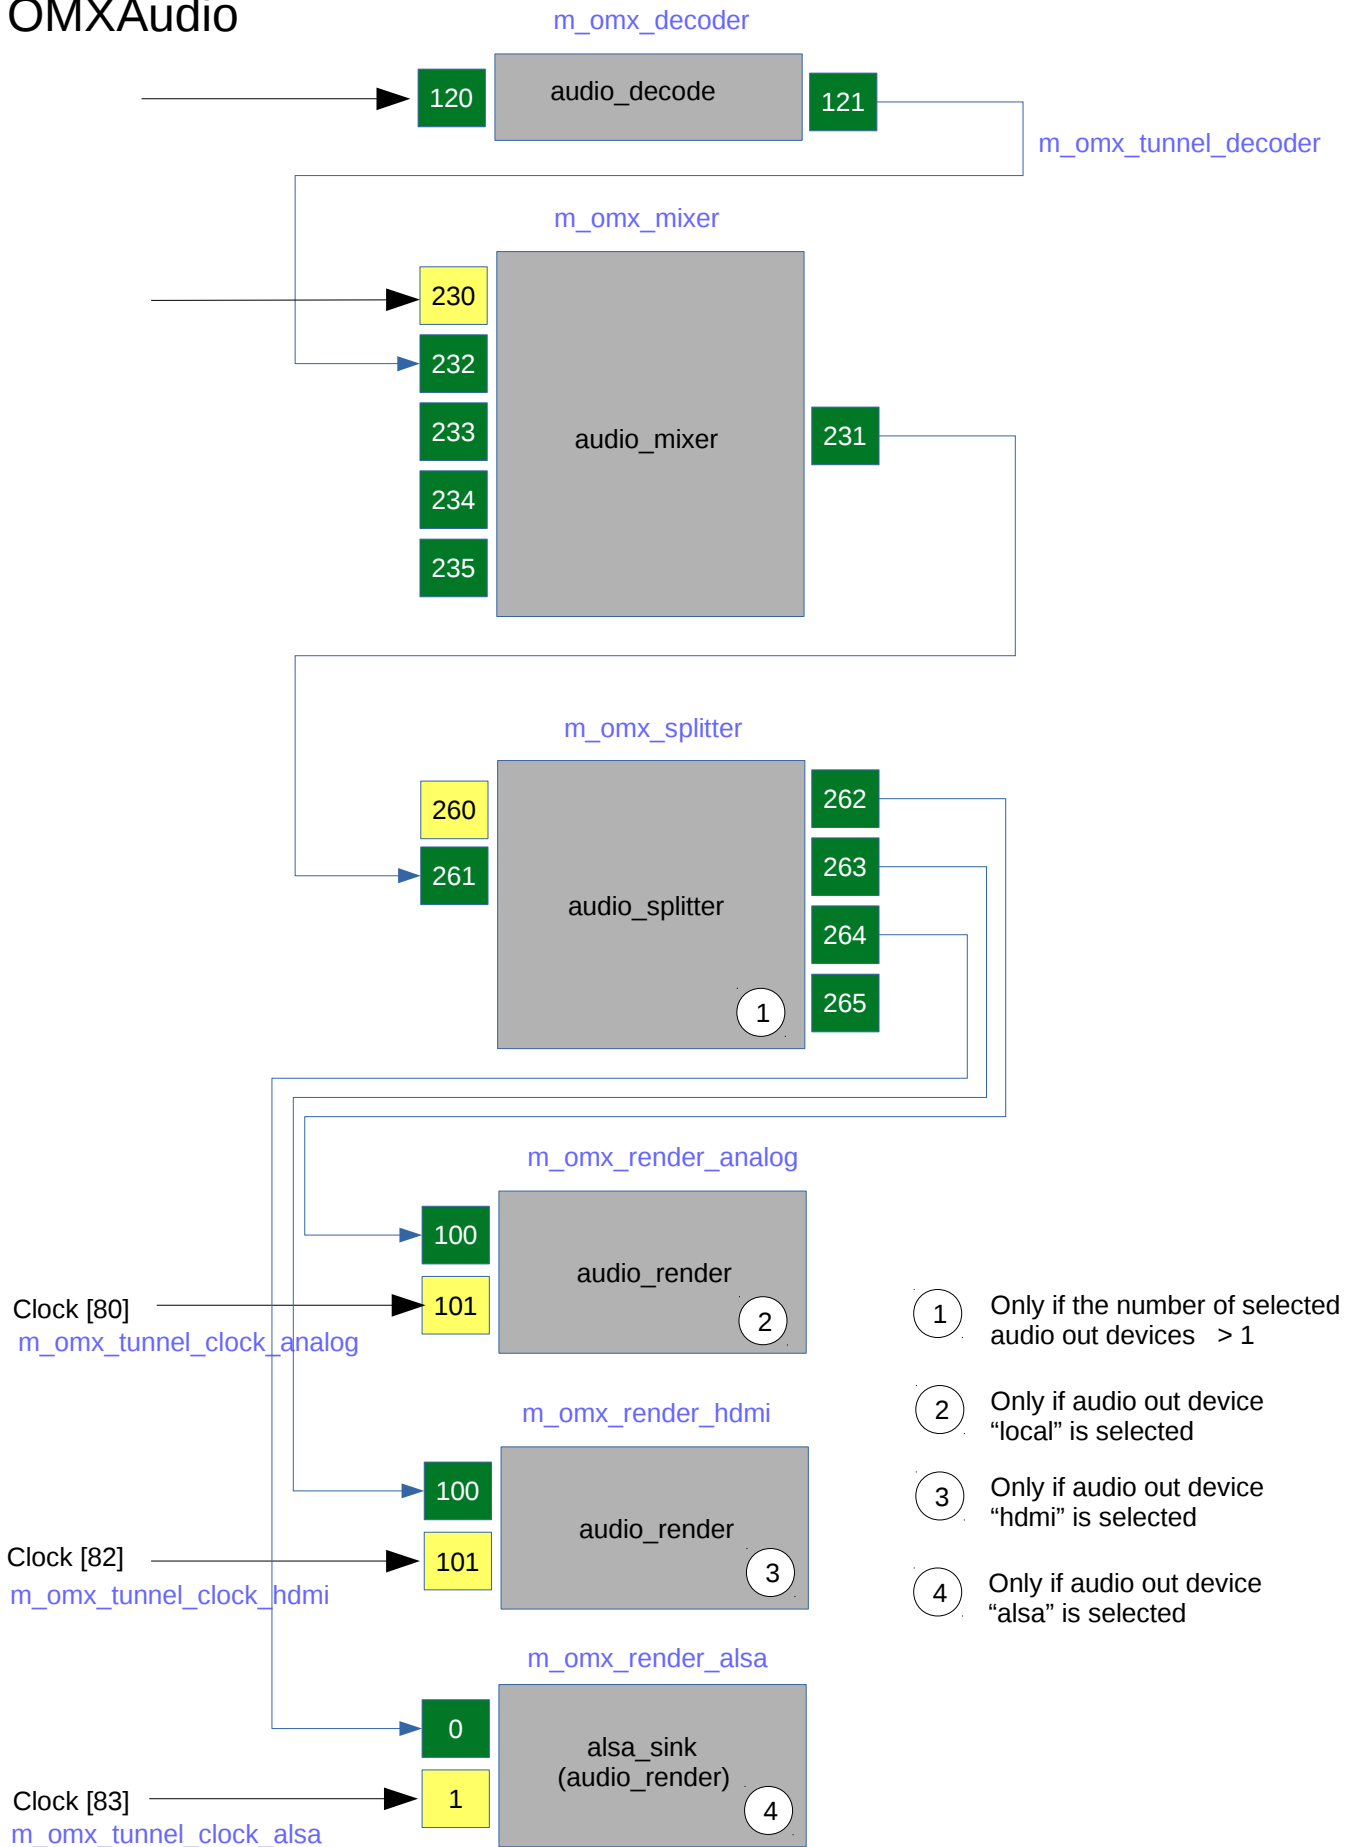 OMXAudio
m_omx_decoder
120
audio_decode
121
m_omx_tunnel_decoder
m_omx_mixer
230
232
233
234
235
audio_mixer
231
m_omx_splitter
260
261
audio_splitter
1
262
263
264
265
m_omx_render_analog
100
audio_render
Clock [80]
101
2
m_omx_tunnel_clock_analog
m_omx_render_hdmi
100
audio_render
Clock [82]
101
3
m_omx_tunnel_clock_hdmi
m_omx_render_alsa
0
alsa_sink
(audio_render)
Clock [83]
1
4
m_omx_tunnel_clock_alsa
1
Only if the number of selected
audio out devices > 1
2
Only if audio out device
“local” is selected
3
Only if audio out device
“hdmi” is selected
4
Only if audio out device
“alsa” is selected